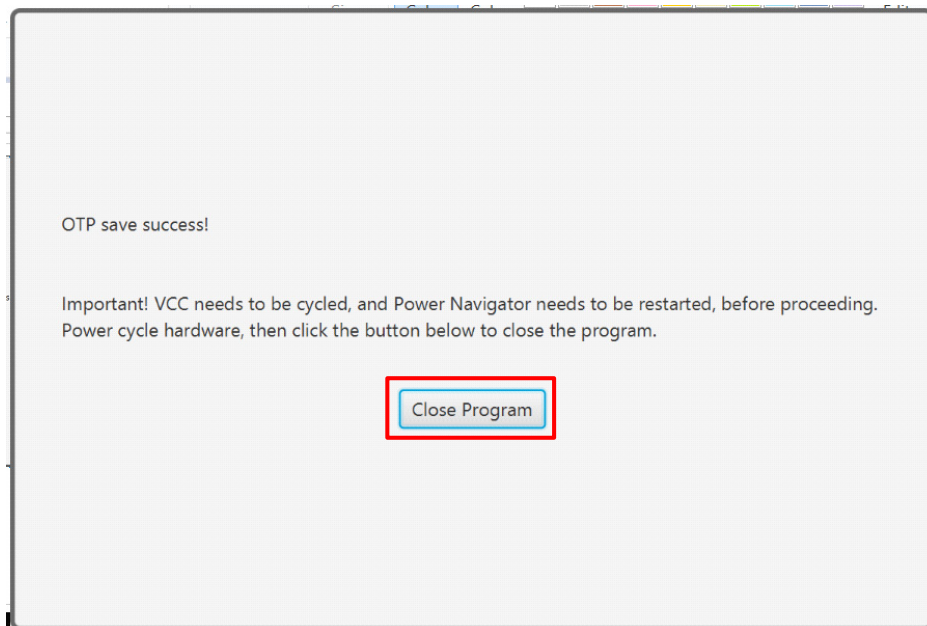 OTP save success!
Important! VCC needs to be cycled, and Power Navigator needs to be restarted, before proceeding.
Power cycle hardware, then click the button below to close the program.
Close Program